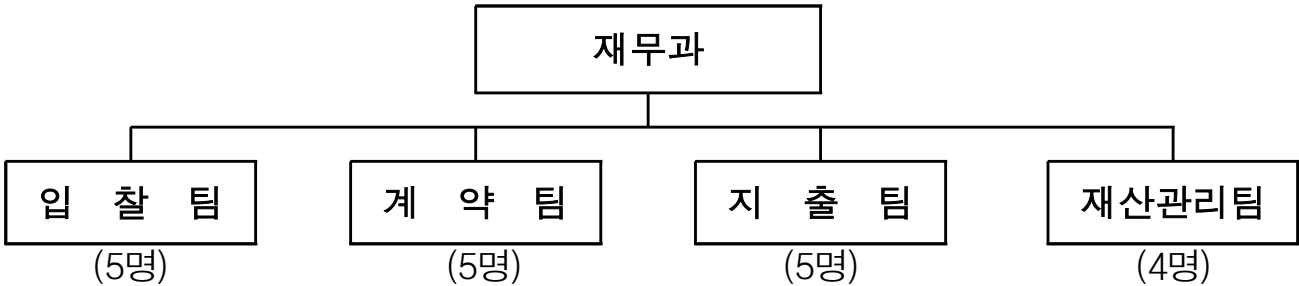 재무과
입 찰 팀 계 약 팀 지 출 팀 재산관리팀
(5명) (5명) (5명) (4명)